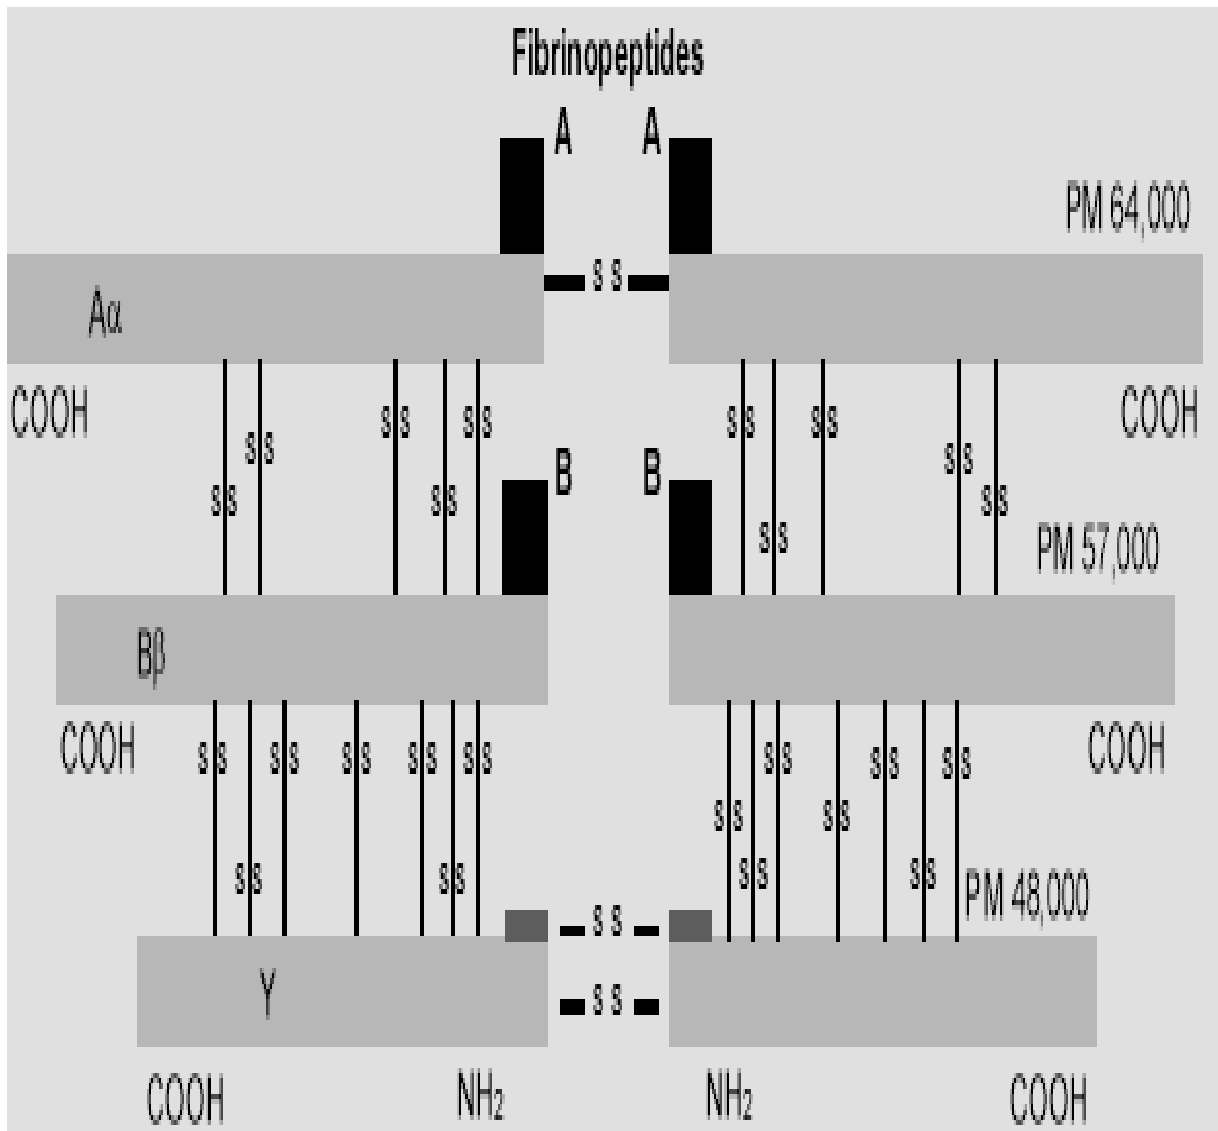 Fibrinopeptides
A A
PM 64,000
s s
Aα
COOH COOH
s s s s s s s s
s s s s
s s s s s s
B B
s s
PM 57,000
Bβ
COOH COOH
s s s s s s s s s s s s s s s s
s s s s
s s s s s s s s
PM 48,000
s s
Y
s s
COOH NH₂ NH₂ COOH